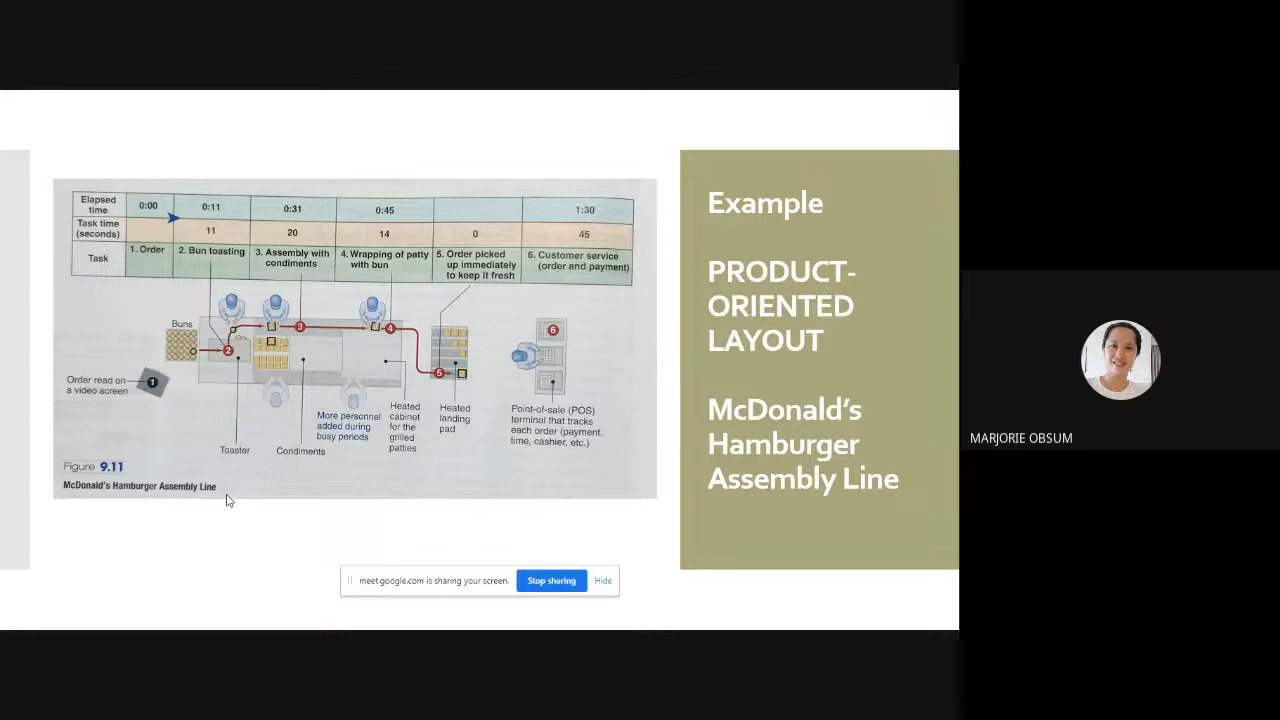 Elapsed time 0:00 0:11 0:31 0:45 1:30
Task time (seconds) 11 20 14 0 45
Task
1. Order
2. Bun toasting
3. Assembly with
condiments
4. Wrapping of patty
with bun
5. Order picked
up immediately
to keep it fresh
6. Customer service
(order and payment)
Buns
2
3
4
5
6
Order read on
a video screen
1
More personnel
added during
busy periods
Heated
cabinet
for the
grilled
patties
Heated
landing
pad
Point-of-sale (POS)
terminal that tracks
each order (payment,
time, cashier, etc.)
Toaster
Condiments
Figure 9.11
McDonald's Hamburger Assembly Line
Example
PRODUCT-
ORIENTED
LAYOUT
McDonald’s
Hamburger
Assembly Line
meet.google.com is sharing your screen.
Stop sharing
Hide
MARJORIE OBSUM